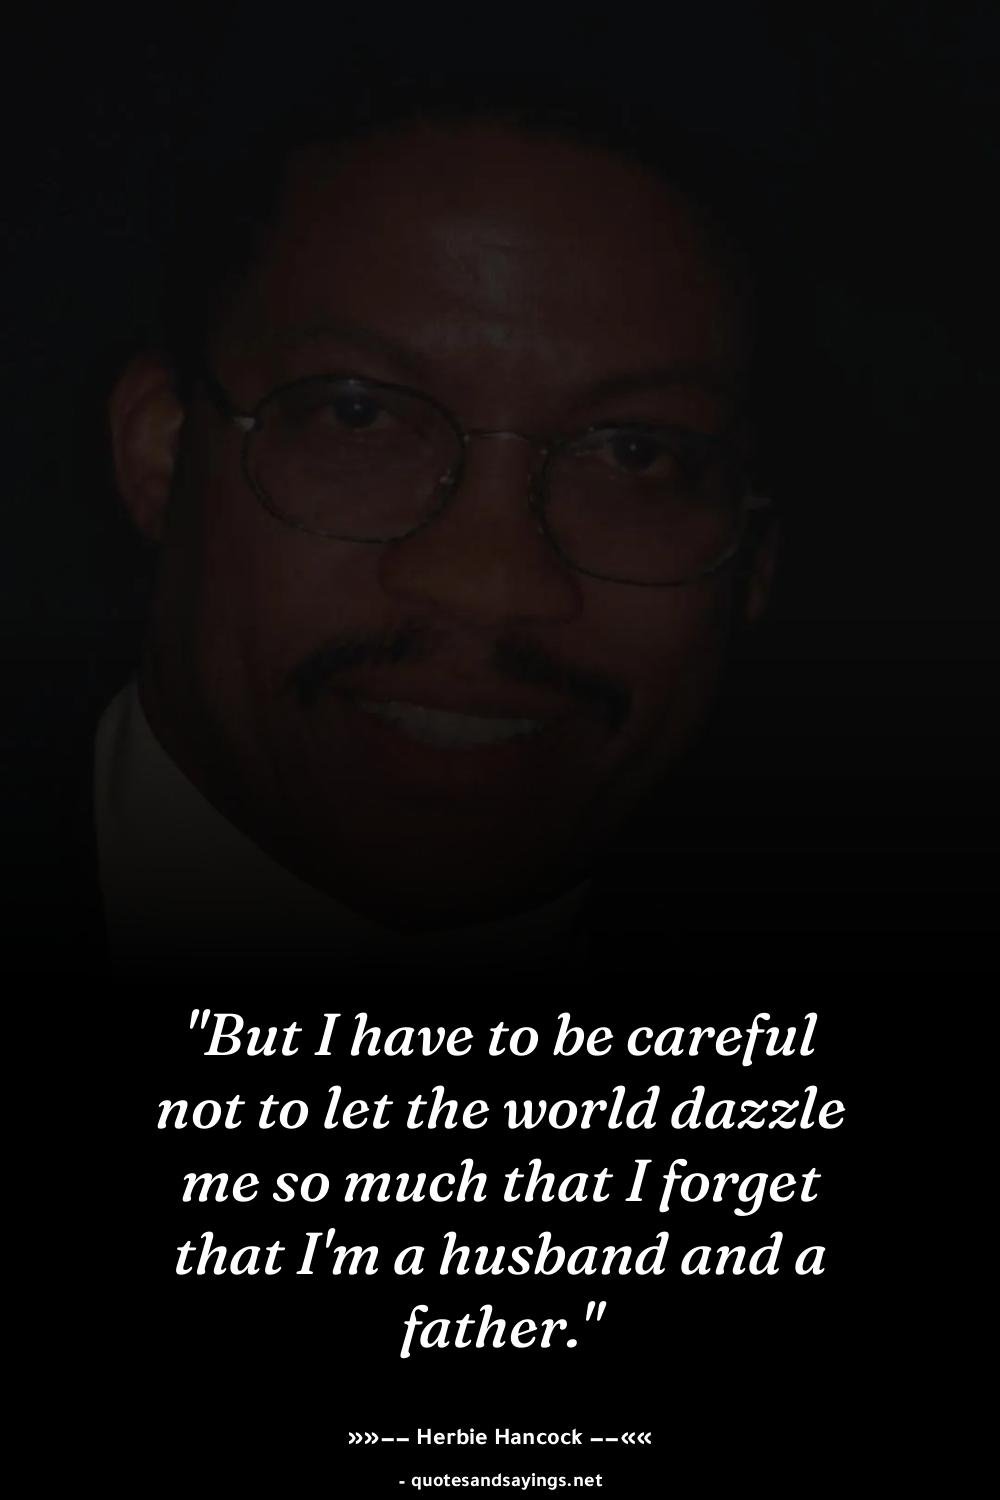 "But I have to be careful
not to let the world dazzle
me so much that I forget
that I'm a husband and a
father."
»»–– Herbie Hancock ––««
- quotesandsayings.net